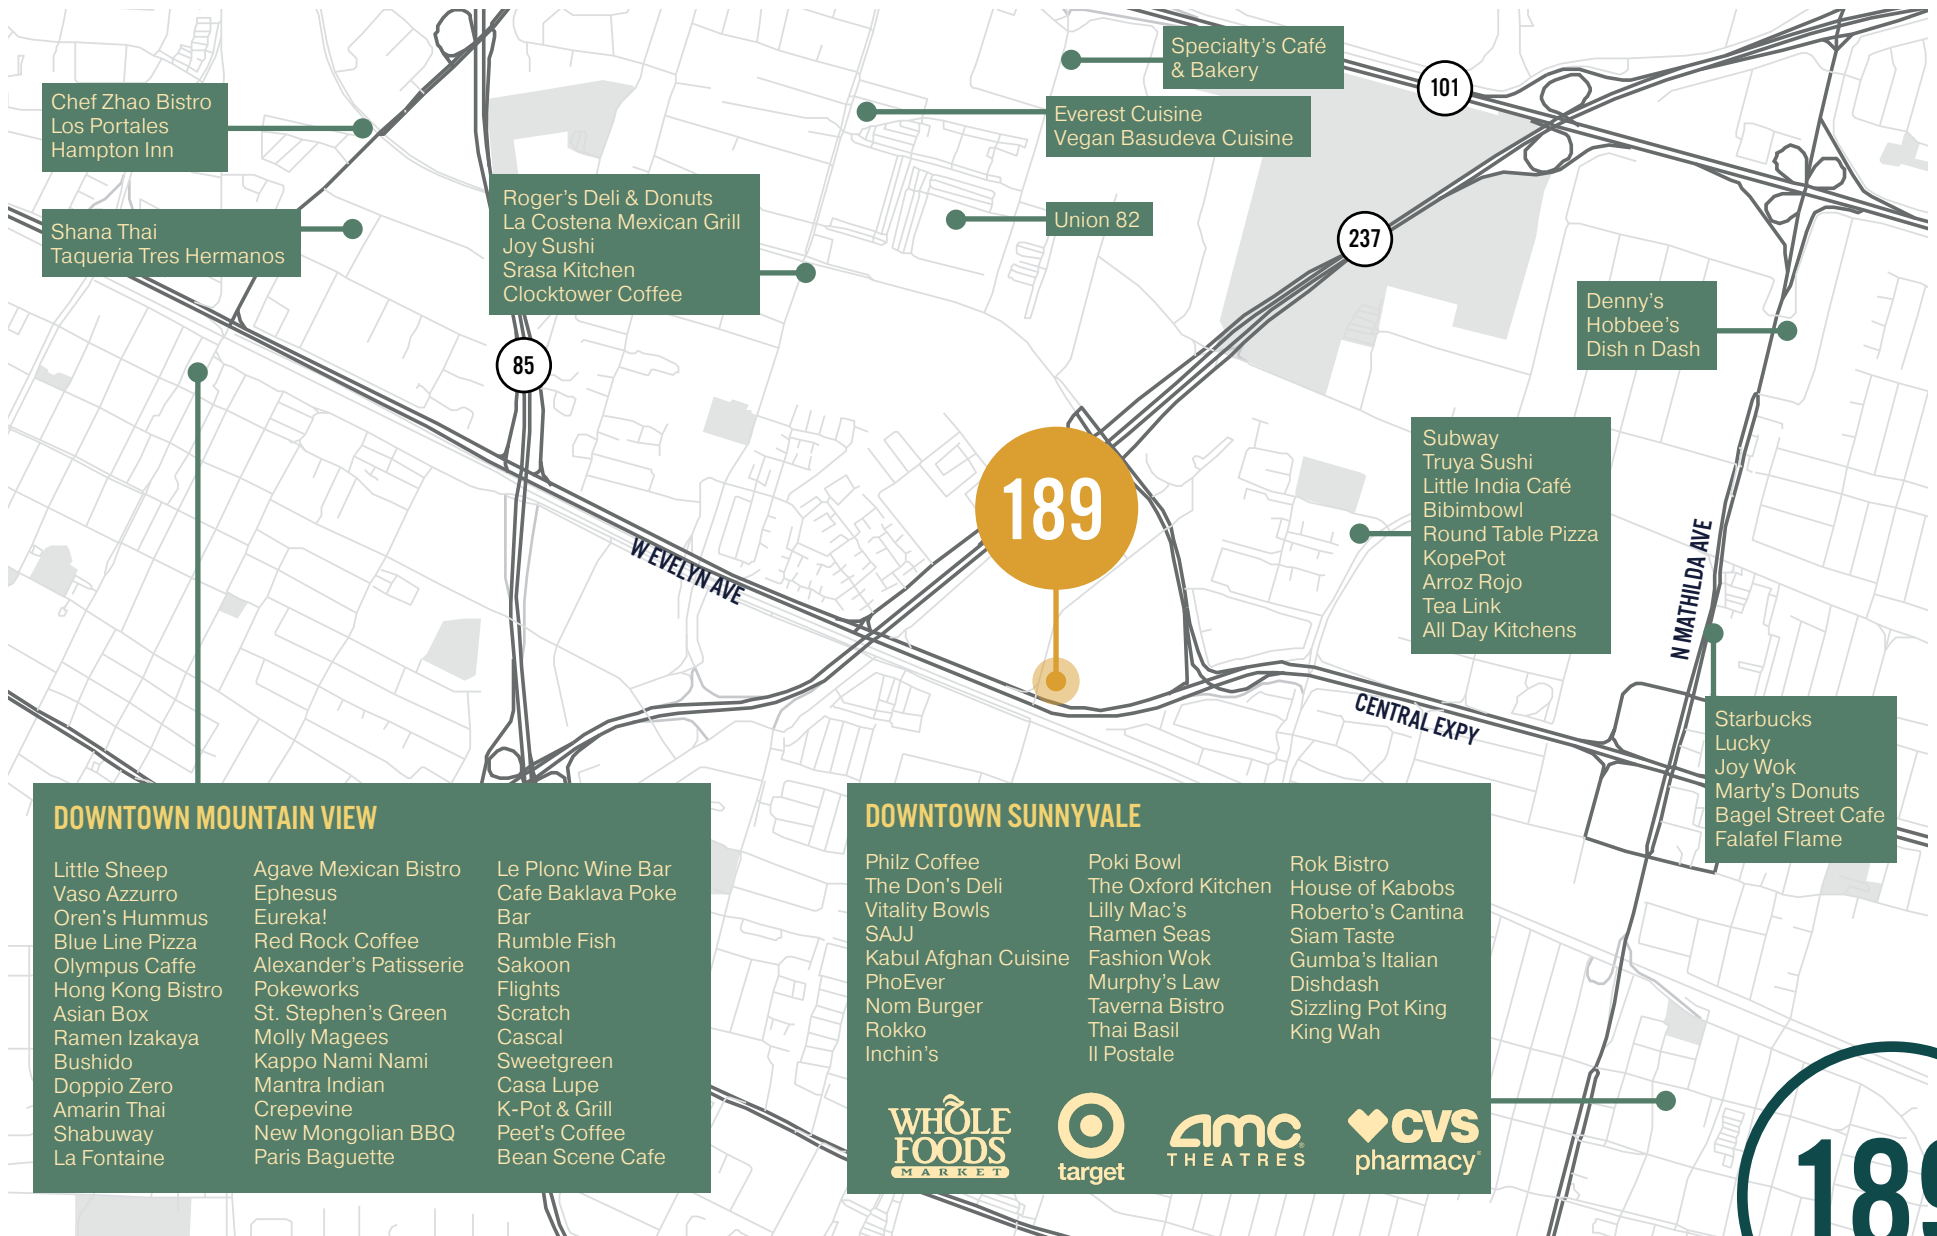 Specialty's Café
& Bakery
101
Chef Zhao Bistro
Los Portales
Hampton Inn
Everest Cuisine
Vegan Basudeva Cuisine
Roger's Deli & Donuts
La Costena Mexican Grill
Joy Sushi
Srasa Kitchen
Clocktower Coffee
Shana Thai
Taqueria Tres Hermanos
Union 82
237
Denny's
Hobbee's
Dish n Dash
85
Subway
Truya Sushi
Little India Café
Bibimbowl
Round Table Pizza
KopePot
Arroz Rojo
Tea Link
All Day Kitchens
189
W EVELYN AVE
N MATHILDA AVE
CENTRAL EXPY
Starbucks
Lucky
Joy Wok
Marty's Donuts
Bagel Street Cafe
Falafel Flame
DOWNTOWN MOUNTAIN VIEW
Little Sheep
Vaso Azzurro
Oren's Hummus
Blue Line Pizza
Olympus Caffe
Hong Kong Bistro
Asian Box
Ramen Izakaya
Bushido
Doppio Zero
Amarin Thai
Shabuway
La Fontaine
Agave Mexican Bistro
Ephesus
Eureka!
Red Rock Coffee
Alexander's Patisserie
Pokeworks
St. Stephen's Green
Molly Magees
Kappo Nami Nami
Mantra Indian
Crepevine
New Mongolian BBQ
Paris Baguette
Le Plonc Wine Bar
Cafe Baklava Poke
Bar
Rumble Fish
Sakoon
Flights
Scratch
Cascal
Sweetgreen
Casa Lupe
K-Pot & Grill
Peet's Coffee
Bean Scene Cafe
DOWNTOWN SUNNYVALE
Philz Coffee
The Don's Deli
Vitality Bowls
SAJJ
Kabul Afghan Cuisine
PhoEver
Nom Burger
Rokko
Inchin's
Poki Bowl
The Oxford Kitchen
Lilly Mac's
Ramen Seas
Fashion Wok
Murphy's Law
Taverna Bistro
Thai Basil
Il Postale
Rok Bistro
House of Kabobs
Roberto's Cantina
Siam Taste
Gumba's Italian
Dishdash
Sizzling Pot King
King Wah
WHOLE
FOODS
MARKET
target
amc
THEATRES
CVS
pharmacy
189